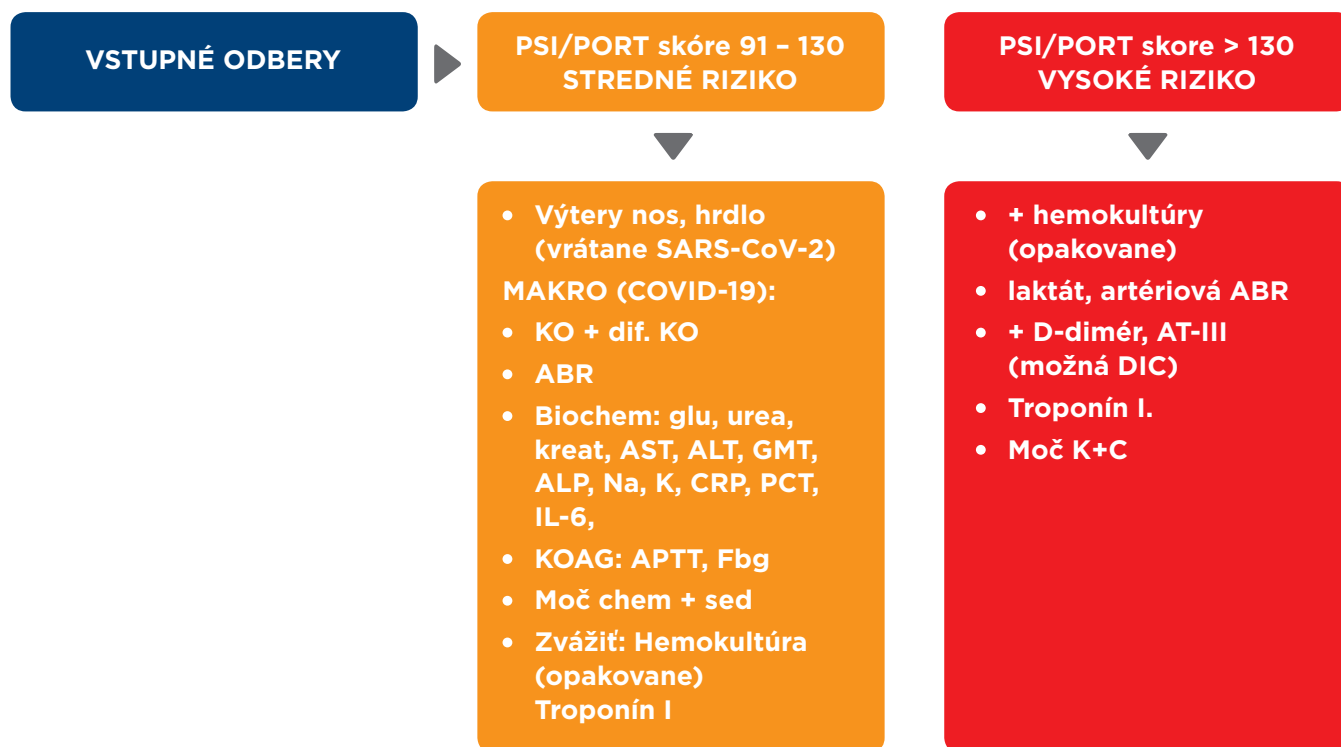 VSTUPNÉ ODBERY
PSI/PORT skóre 91 – 130
STREDNÉ RIZIKO
PSI/PORT skore > 130
VYSOKÉ RIZIKO
• Výtery nos, hrdlo
(vrátane SARS-CoV-2)
MAKRO (COVID-19):
• KO + dif. KO
• ABR
• Biochem: glu, urea,
kreat, AST, ALT, GMT,
ALP, Na, K, CRP, PCT,
IL-6,
• KOAG: APTT, Fbg
• Moč chem + sed
• Zvážiť: Hemokultúra
(opakovane)
Troponín I
• + hemokultúry
(opakovane)
• laktát, artériová ABR
• + D-dimér, AT-III
(možná DIC)
• Troponín I.
• Moč K+C